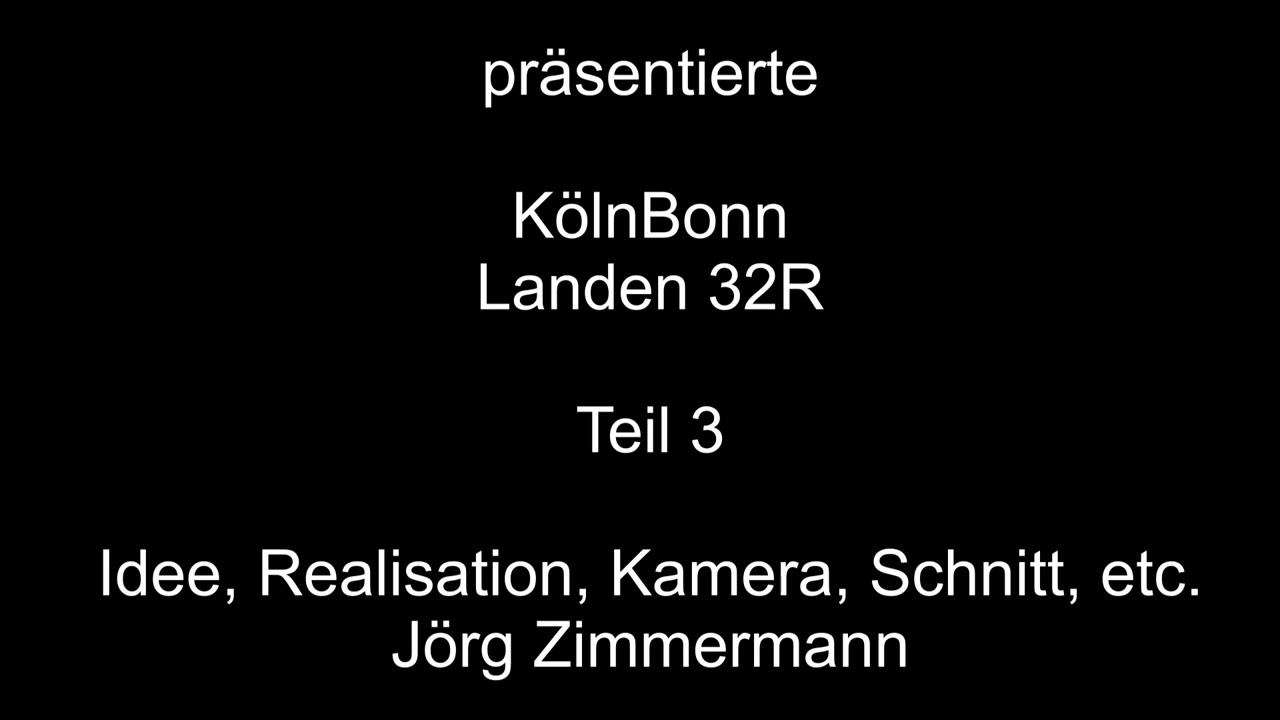 präsentierte
KölnBonn
Landen 32R
Teil 3
Idee, Realisation, Kamera, Schnitt, etc.
Jörg Zimmermann